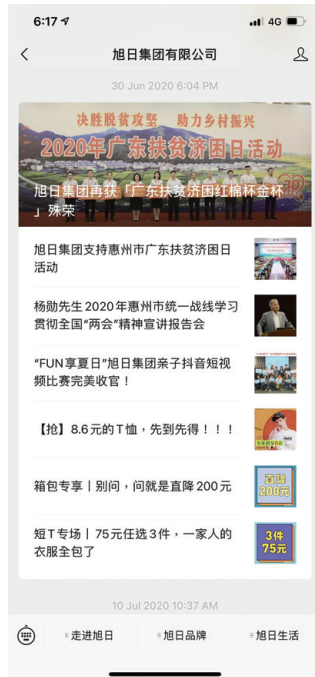 6:17
4G
旭日集团有限公司
30 Jun 2020 6:04 PM
决胜脱贫攻坚 助力乡村振兴
2020年广东扶贫济困日活动
旭日集团再获「广东扶贫济困红棉杯金杯
」殊荣
旭日集团支持惠州市广东扶贫济困日
活动
杨勋先生2020年惠州市统一战线学习
贯彻全国“两会”精神宣讲报告会
“FUN享夏日”旭日集团亲子抖音短视
频比赛完美收官！
【抢】8.6元的T恤，先到先得！！！
箱包专享丨别问，问就是直降200元
直降
200元
短T专场丨75元任选3件，一家人的
衣服全包了
3件
75元
10 Jul 2020 10:37 AM
走进旭日
旭日品牌
旭日生活